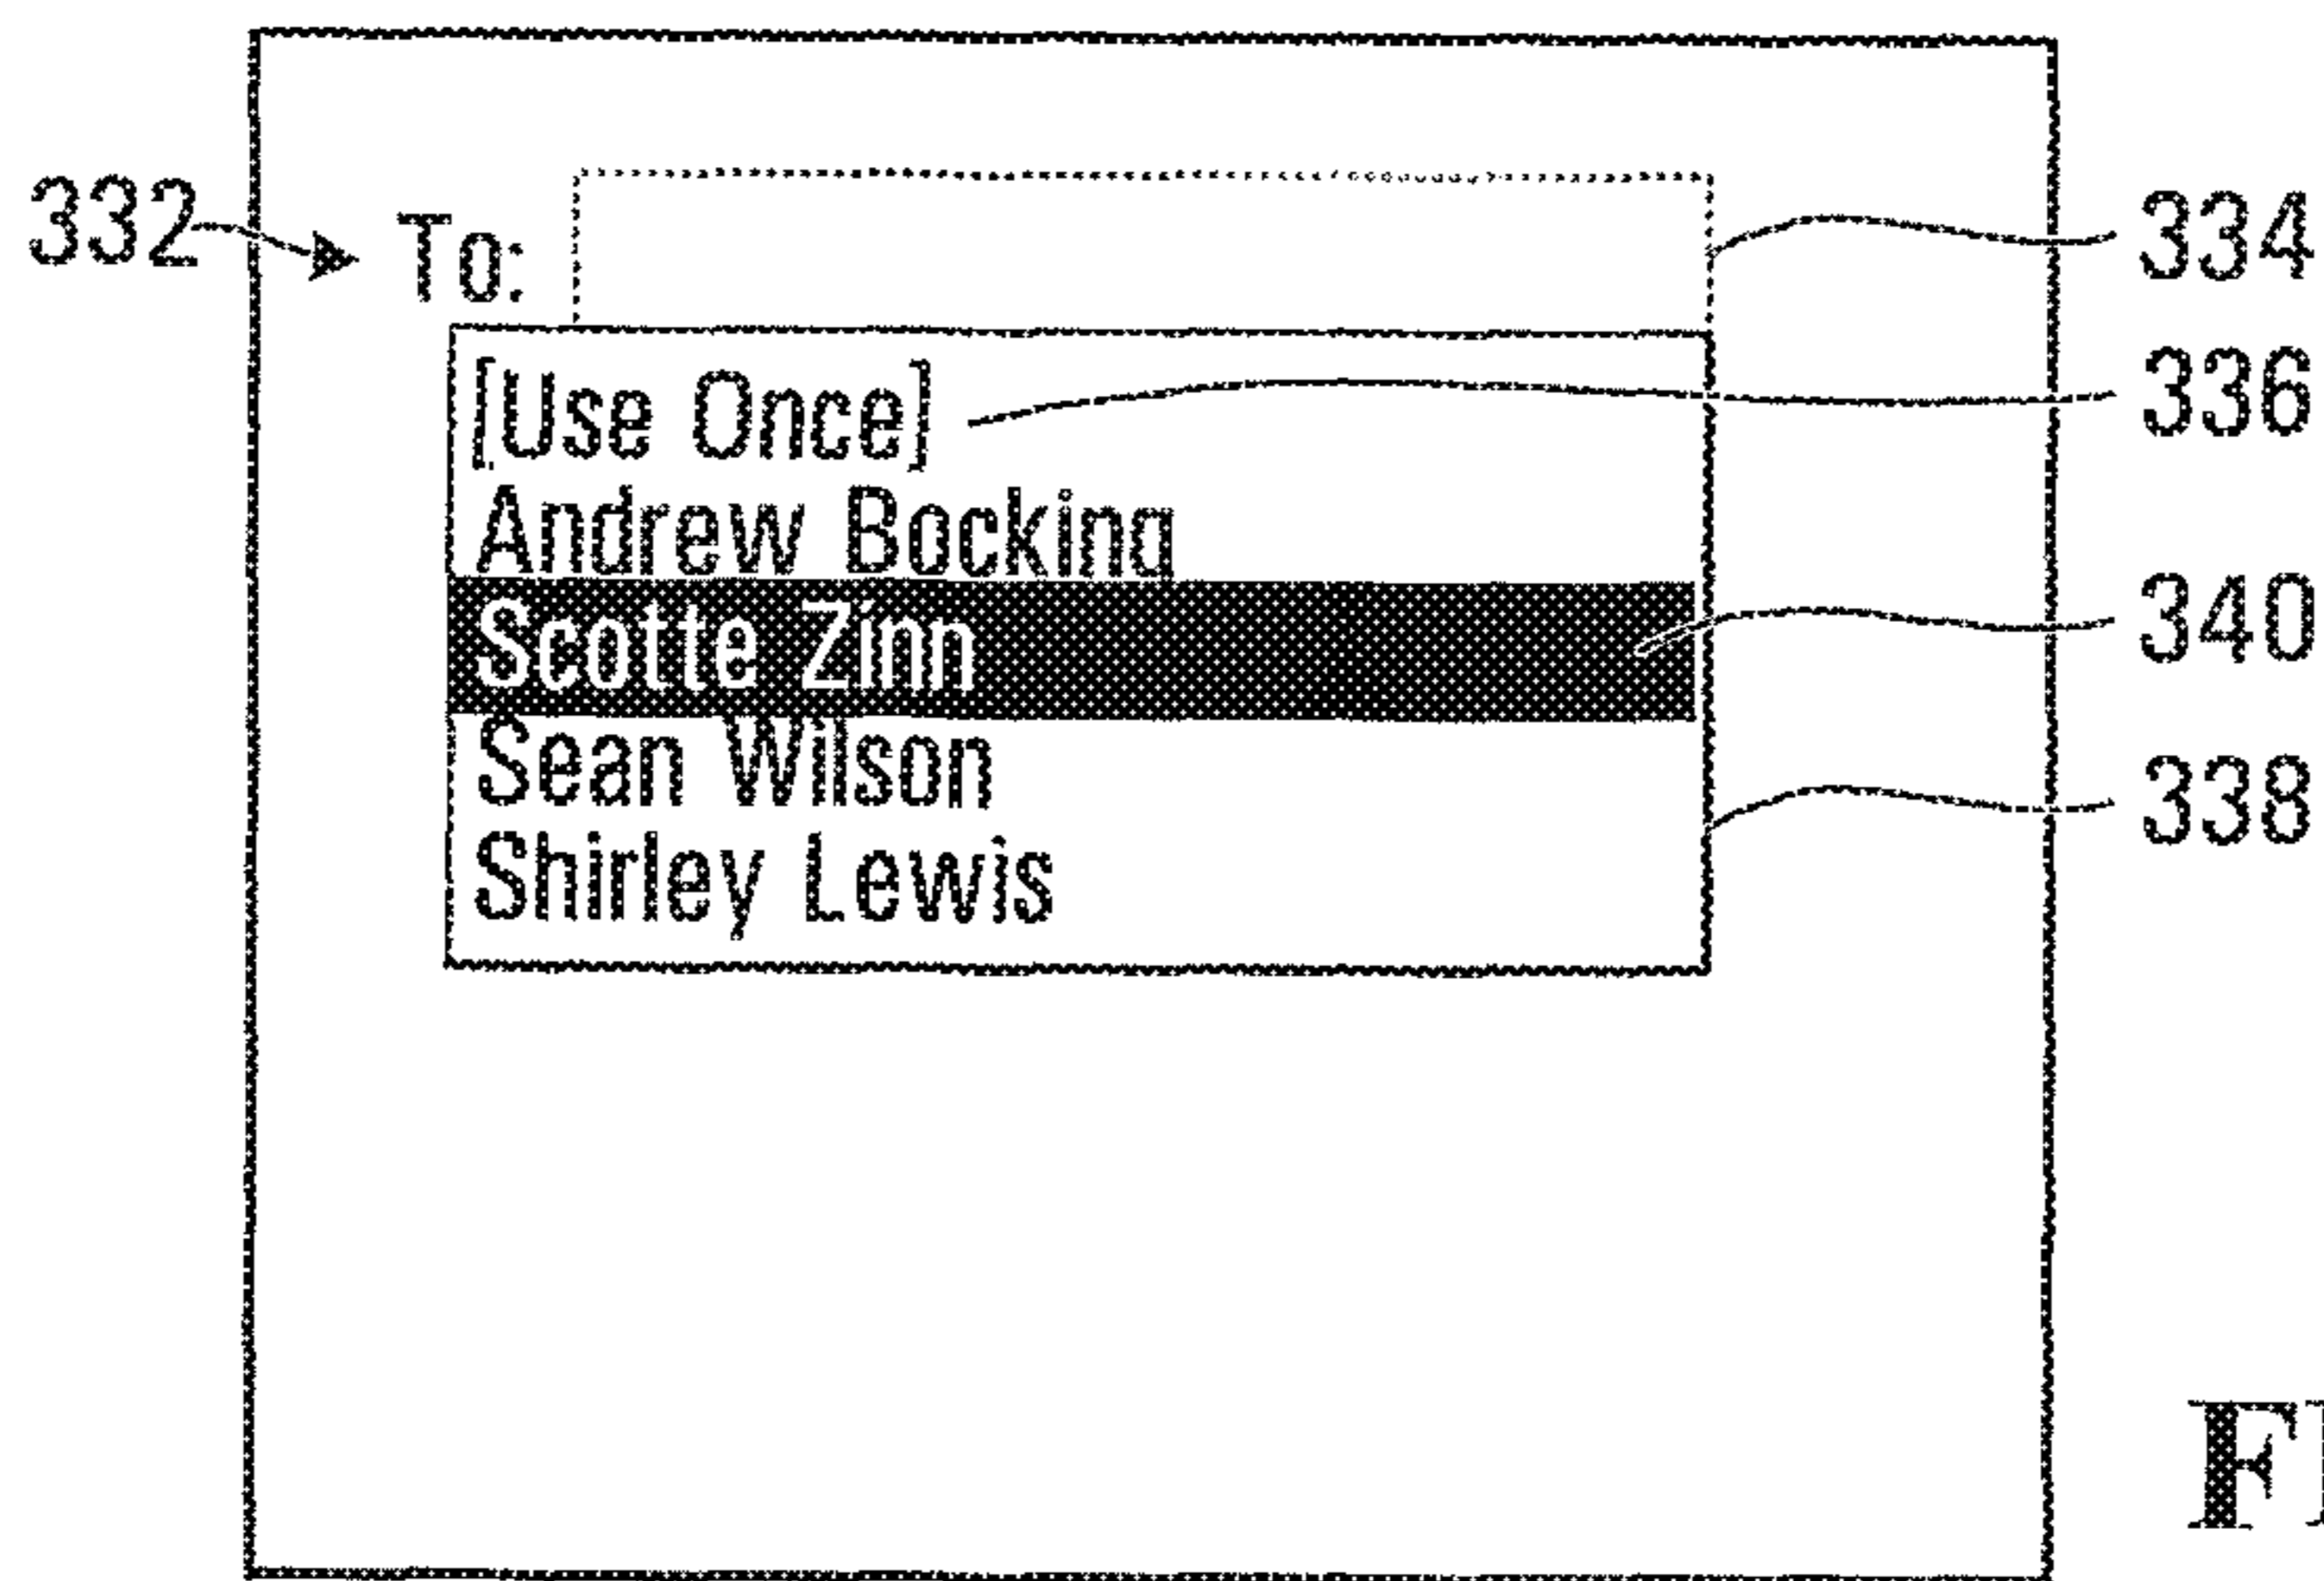 332 To: 334
[Use Once] 336
Andrew Bocking
Scotte Zinn 340
Sean Wilson
338
Shirley Lewis